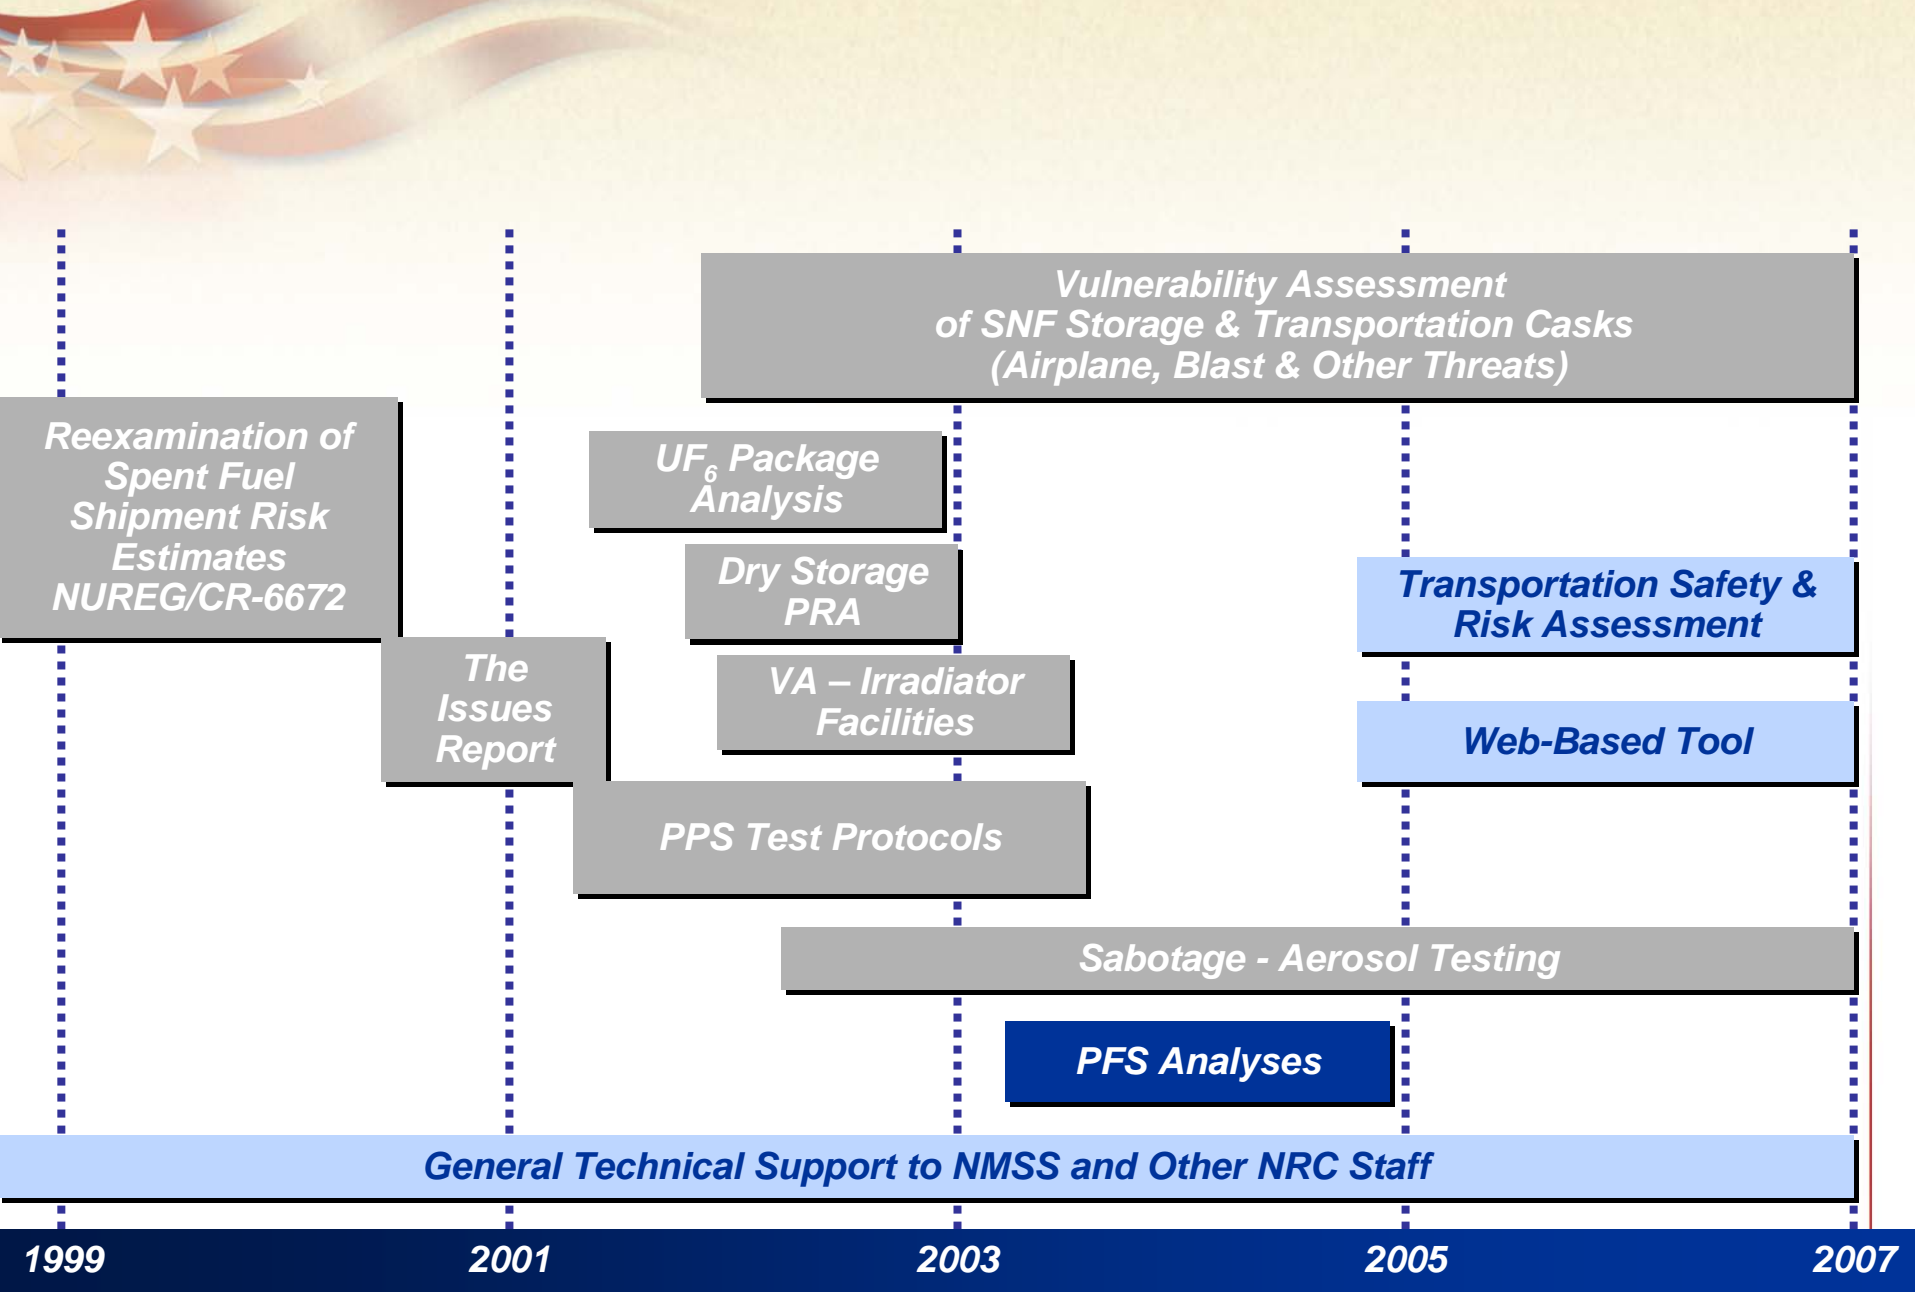 Vulnerability Assessment
of SNF Storage & Transportation Casks
(Airplane, Blast & Other Threats)
Reexamination of
Spent Fuel
Shipment Risk
Estimates
NUREG/CR-6672
UF6 Package
Analysis
Dry Storage
PRA
Transportation Safety &
Risk Assessment
The
Issues
Report
VA – Irradiator
Facilities
Web-Based Tool
PPS Test Protocols
Sabotage - Aerosol Testing
PFS Analyses
General Technical Support to NMSS and Other NRC Staff
1999
2001
2003
2005
2007